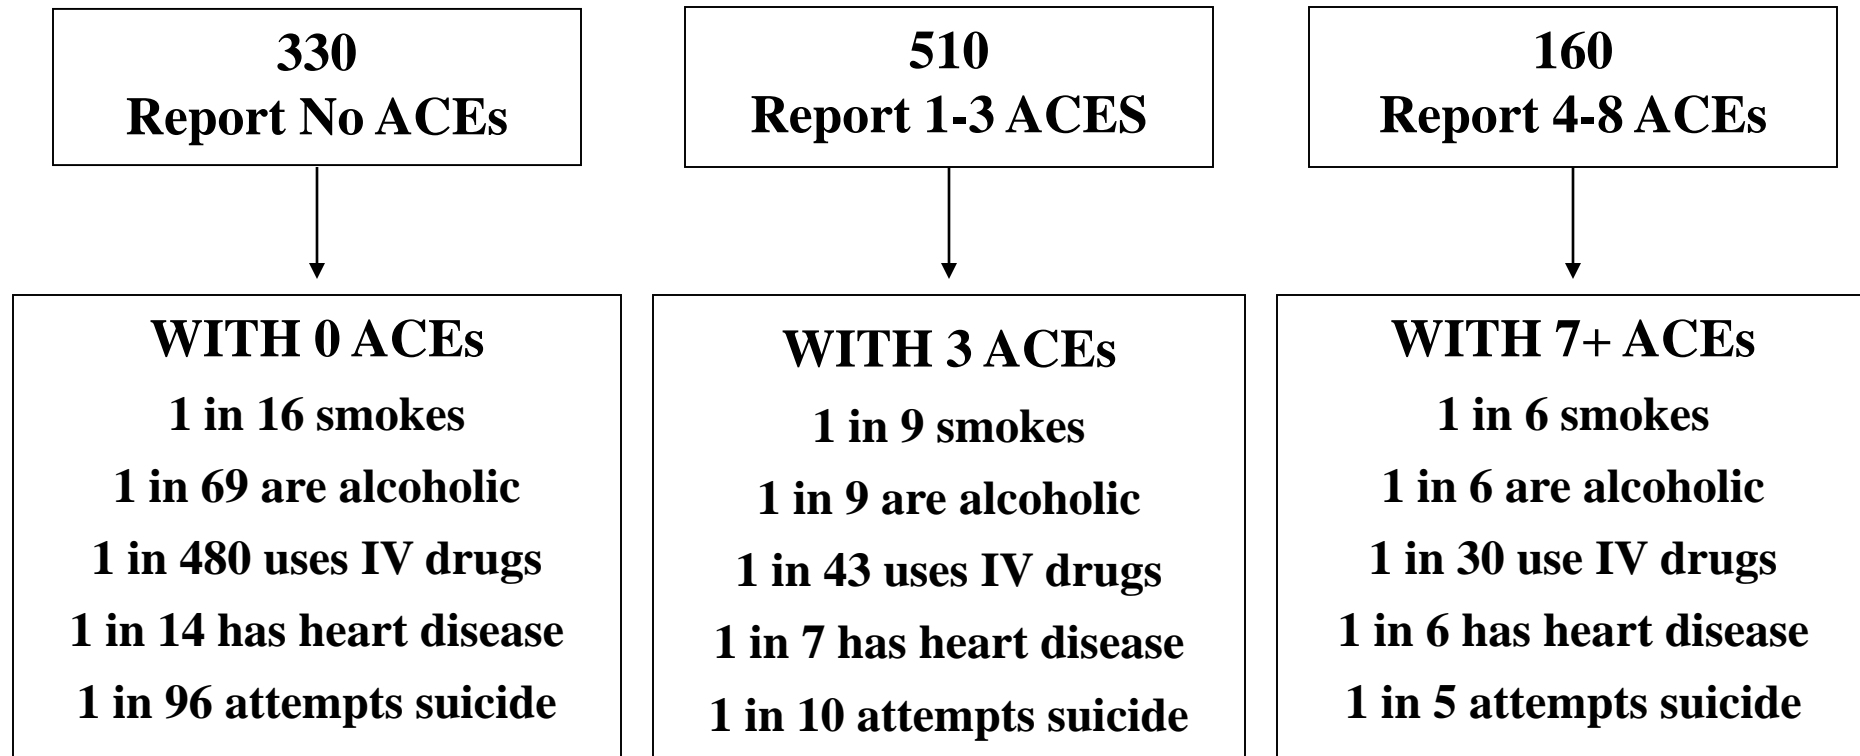 330
Report No ACEs
510
Report 1-3 ACES
160
Report 4-8 ACEs
WITH 0 ACEs
1 in 16 smokes
1 in 69 are alcoholic
1 in 480 uses IV drugs
1 in 14 has heart disease
1 in 96 attempts suicide
WITH 3 ACEs
1 in 9 smokes
1 in 9 are alcoholic
1 in 43 uses IV drugs
1 in 7 has heart disease
1 in 10 attempts suicide
WITH 7+ ACEs
1 in 6 smokes
1 in 6 are alcoholic
1 in 30 use IV drugs
1 in 6 has heart disease
1 in 5 attempts suicide